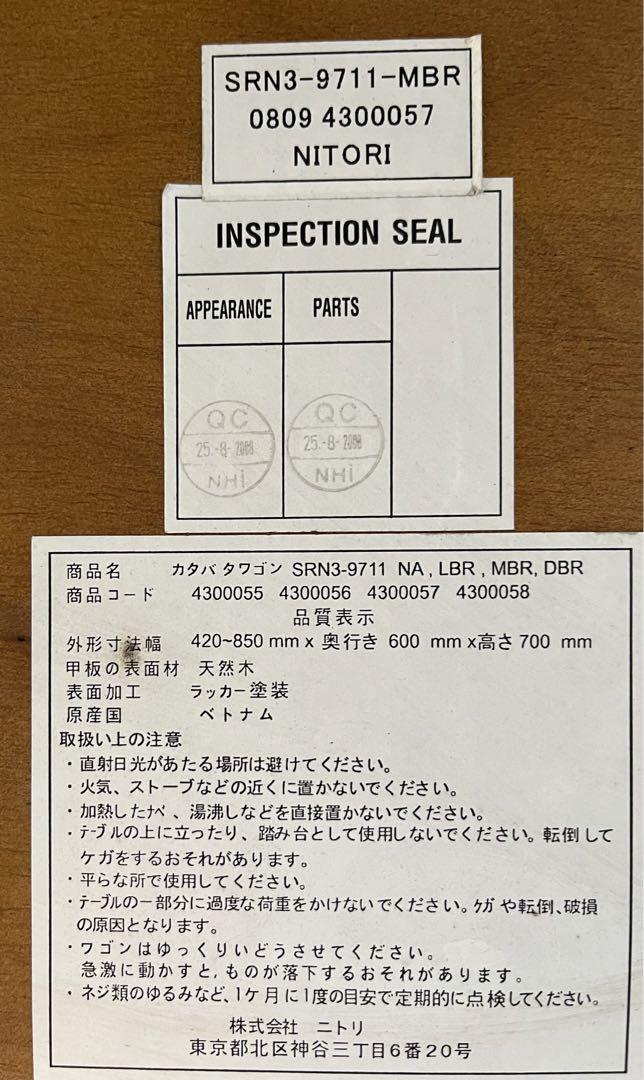 SRN3-9711-MBR
0809 4300057
NITORI
INSPECTION SEAL
APPEARANCE PARTS
QC QC
25.-8-2008 25.-8-2008
NHi NHi
商品名 カタバタワゴン SRN3-9711 NA , LBR , MBR, DBR
商品コード 4300055 4300056 4300057 4300058
品質表示
外形寸法幅 420~850 mm x 奥行き 600 mm x高さ 700 mm
甲板の表面材 天然木
表面加工 ラッカー塗装
原産国 ベトナム
取扱い上の注意
・直射日光があたる場所は避けてください。
・火気、ストーブなどの近くに置かないでください。
・加熱したナベ、湯沸しなどを直接置かないでください。
・テーブルの上に立ったり、踏み台として使用しないでください。転倒して
ケガをするおそれがあります。
・平らな所で使用してください。
・テーブルの一部分に過度な荷重をかけないでください。ケガや転倒、破損
の原因となります。
・ワゴンはゆっくりいどうさせてください。
急激に動かすと,ものが落下するおそれがあります。
・ネジ類のゆるみなど、1ケ月に1度の目安で定期的に点検してください。
株式会社 ニトリ
東京都北区神谷三丁目6番20号